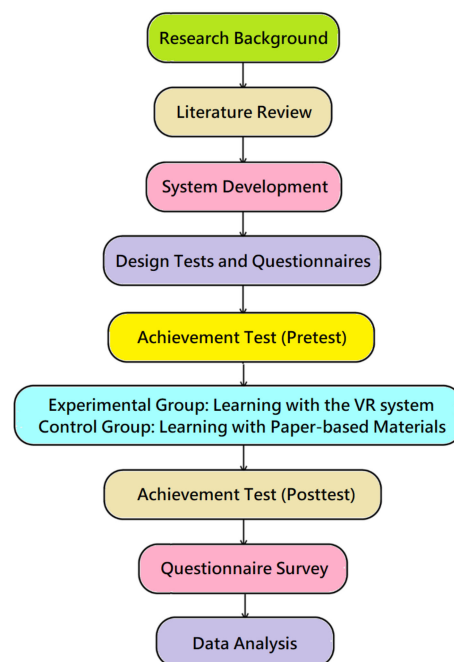 Research Background
Literature Review
System Development
Design Tests and Questionnaires
Achievement Test (Pretest)
Experimental Group: Learning with the VR system
Control Group: Learning with Paper-based Materials
Achievement Test (Posttest)
Questionnaire Survey
Data Analysis